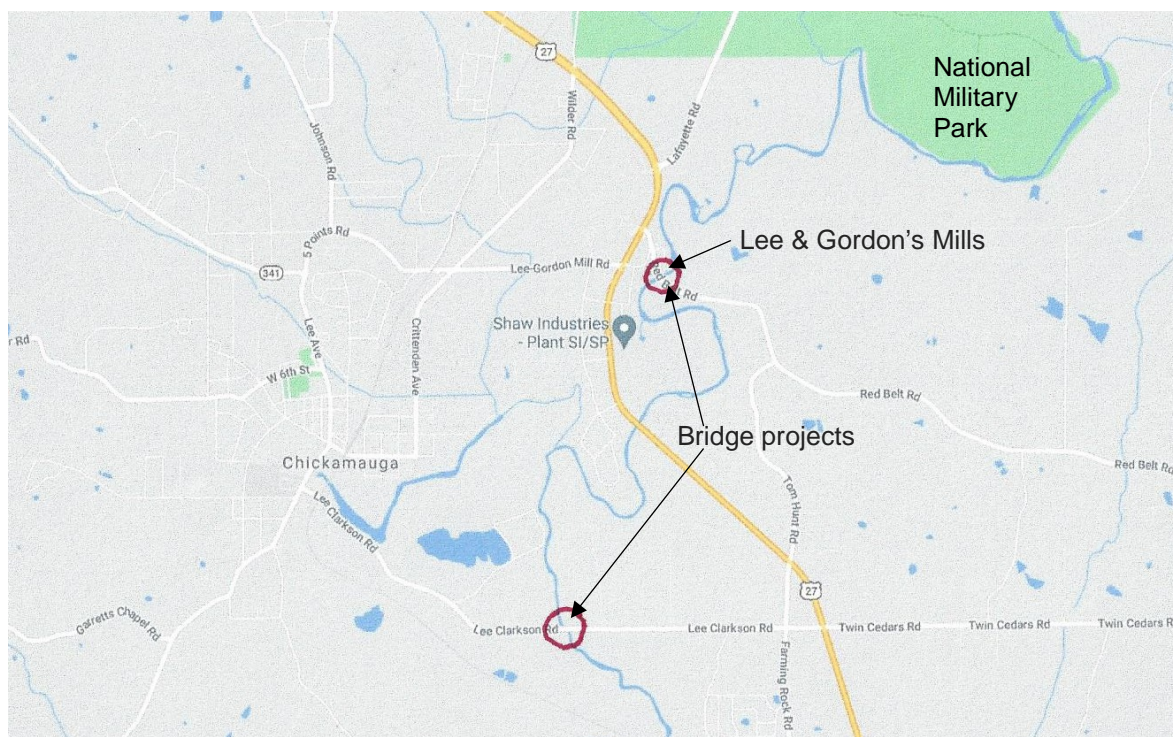 27
National
Military
Park
Wilder Rd
Lafayette Rd
Johnson Rd
S Points Rd
Lee & Gordon's Mills
341
Lee-Gordon Mill Rd
Red Belt Rd
Lee Ave
Crittenden Ave
Shaw Industries
- Plant SI/SP
r Rd
W 6th St
Red Belt Rd
Bridge projects
Chickamauga
Red Belt Rd
Tom Hunt Rd
Lee Clarkson Rd
27
Garretts Chapel Rd
Lee Clarkson Rd
Lee Clarkson Rd
Twin Cedars Rd
Twin Cedars Rd
Twin Cedars R
Farming Rock Rd